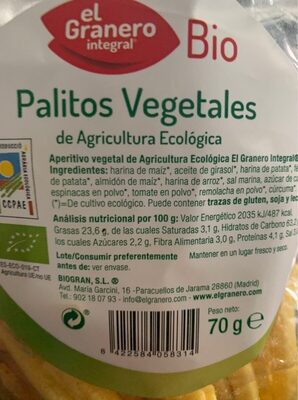 el
Granero
integral
Bio
Palitos Vegetales
de Agricultura Ecológica
Aperitivo vegetal de Agricultura Ecológica El Granero Integral®
Ingredientes: harina de maíz*, aceite de girasol*, harina de patata*,
de patata*, almidón de maíz*, harina de arroz*, sal marina, azúcar de
espinacas en polvo*, tomate en polvo*, remolacha en polvo*, cúrcuma*
(*)=De cultivo ecológico. Puede contener trazas de gluten, soja y
CCPAE
Análisis nutricional por 100 g: Valor Energético 2035 KJ/487 kcal.
Grasas 23,6 g, de las cuales Saturadas 3,1 g, Hidratos de Carbono
los cuales Azúcares 2,2 g, Fibra Alimentaria 3,0 g, Proteínas 4,1 g, Sal
ES-ECO-019-CT
Agricultura UE/no UE
Lote/Consumir preferentemente
antes de: ver envase.
Mantener en un lugar fresco y seco.
BIOGRAN, S.L. ®
Avd. María Garcini, 16 -Paracuellos de Jarama 28860 (Madrid)
Tel.: 902 18 07 93 - info@elgranero.com - www.elgranero.com
Peso neto:
70 g e
8 422584 058314